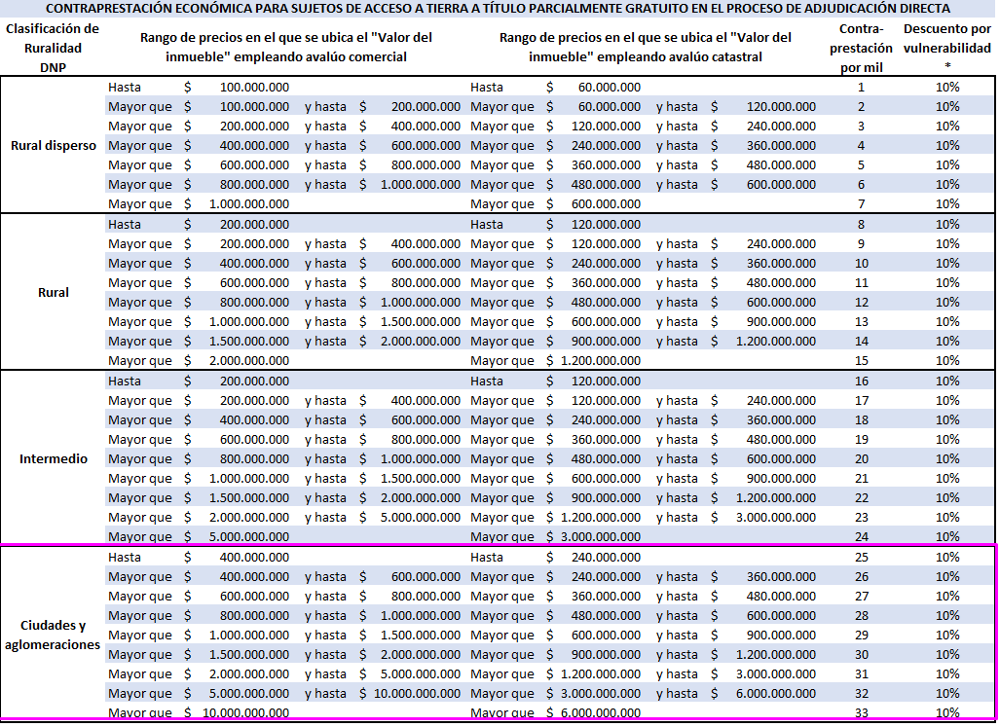 CONTRAPRESTACIÓN ECONÓMICA PARA SUJETOS DE ACCESO A TIERRA A TÍTULO PARCIALMENTE GRATUITO EN EL PROCESO DE ADJUDICACIÓN DIRECTA
Clasificación de Ruralidad DNP Rango de precios en el que se ubica el "Valor del inmueble" empleando avalúo comercial Rango de precios en el que se ubica el "Valor del inmueble" empleando avalúo catastral Contra-prestación por mil Descuento por vulnerabilidad *
Rural disperso
Hasta $ 100.000.000 Hasta $ 60.000.000 1 10%
Mayor que $ 100.000.000 y hasta $ 200.000.000 Mayor que $ 60.000.000 y hasta $ 120.000.000 2 10%
Mayor que $ 200.000.000 y hasta $ 400.000.000 Mayor que $ 120.000.000 y hasta $ 240.000.000 3 10%
Mayor que $ 400.000.000 y hasta $ 600.000.000 Mayor que $ 240.000.000 y hasta $ 360.000.000 4 10%
Mayor que $ 600.000.000 y hasta $ 800.000.000 Mayor que $ 360.000.000 y hasta $ 480.000.000 5 10%
Mayor que $ 800.000.000 y hasta $ 1.000.000.000 Mayor que $ 480.000.000 y hasta $ 600.000.000 6 10%
Mayor que $ 1.000.000.000 Mayor que $ 600.000.000 7 10%
Rural
Hasta $ 200.000.000 Hasta $ 120.000.000 8 10%
Mayor que $ 200.000.000 y hasta $ 400.000.000 Mayor que $ 120.000.000 y hasta $ 240.000.000 9 10%
Mayor que $ 400.000.000 y hasta $ 600.000.000 Mayor que $ 240.000.000 y hasta $ 360.000.000 10 10%
Mayor que $ 600.000.000 y hasta $ 800.000.000 Mayor que $ 360.000.000 y hasta $ 480.000.000 11 10%
Mayor que $ 800.000.000 y hasta $ 1.000.000.000 Mayor que $ 480.000.000 y hasta $ 600.000.000 12 10%
Mayor que $ 1.000.000.000 y hasta $ 1.500.000.000 Mayor que $ 600.000.000 y hasta $ 900.000.000 13 10%
Mayor que $ 1.500.000.000 y hasta $ 2.000.000.000 Mayor que $ 900.000.000 y hasta $ 1.200.000.000 14 10%
Mayor que $ 2.000.000.000 Mayor que $ 1.200.000.000 15 10%
Intermedio
Hasta $ 200.000.000 Hasta $ 120.000.000 16 10%
Mayor que $ 200.000.000 y hasta $ 400.000.000 Mayor que $ 120.000.000 y hasta $ 240.000.000 17 10%
Mayor que $ 400.000.000 y hasta $ 600.000.000 Mayor que $ 240.000.000 y hasta $ 360.000.000 18 10%
Mayor que $ 600.000.000 y hasta $ 800.000.000 Mayor que $ 360.000.000 y hasta $ 480.000.000 19 10%
Mayor que $ 800.000.000 y hasta $ 1.000.000.000 Mayor que $ 480.000.000 y hasta $ 600.000.000 20 10%
Mayor que $ 1.000.000.000 y hasta $ 1.500.000.000 Mayor que $ 600.000.000 y hasta $ 900.000.000 21 10%
Mayor que $ 1.500.000.000 y hasta $ 2.000.000.000 Mayor que $ 900.000.000 y hasta $ 1.200.000.000 22 10%
Mayor que $ 2.000.000.000 y hasta $ 5.000.000.000 Mayor que $ 1.200.000.000 y hasta $ 3.000.000.000 23 10%
Mayor que $ 5.000.000.000 Mayor que $ 3.000.000.000 24 10%
Ciudades y aglomeraciones
Hasta $ 400.000.000 Hasta $ 240.000.000 25 10%
Mayor que $ 400.000.000 y hasta $ 600.000.000 Mayor que $ 240.000.000 y hasta $ 360.000.000 26 10%
Mayor que $ 600.000.000 y hasta $ 800.000.000 Mayor que $ 360.000.000 y hasta $ 480.000.000 27 10%
Mayor que $ 800.000.000 y hasta $ 1.000.000.000 Mayor que $ 480.000.000 y hasta $ 600.000.000 28 10%
Mayor que $ 1.000.000.000 y hasta $ 1.500.000.000 Mayor que $ 600.000.000 y hasta $ 900.000.000 29 10%
Mayor que $ 1.500.000.000 y hasta $ 2.000.000.000 Mayor que $ 900.000.000 y hasta $ 1.200.000.000 30 10%
Mayor que $ 2.000.000.000 y hasta $ 5.000.000.000 Mayor que $ 1.200.000.000 y hasta $ 3.000.000.000 31 10%
Mayor que $ 5.000.000.000 y hasta $ 10.000.000.000 Mayor que $ 3.000.000.000 y hasta $ 6.000.000.000 32 10%
Mayor que $ 10.000.000.000 Mayor que $ 6.000.000.000 33 10%